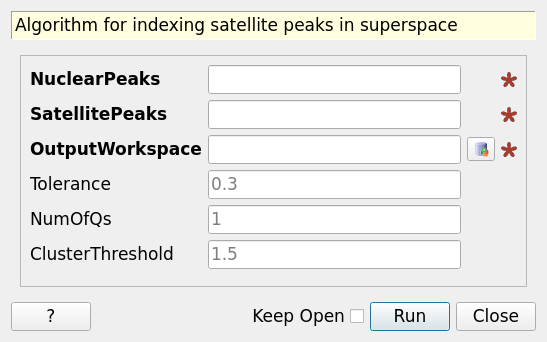 Algorithm for indexing satellite peaks in superspace
NuclearPeaks
SatellitePeaks
OutputWorkspace
Tolerance 0.3
NumOfQs 1
ClusterThreshold 1.5
? Keep Open Run Close